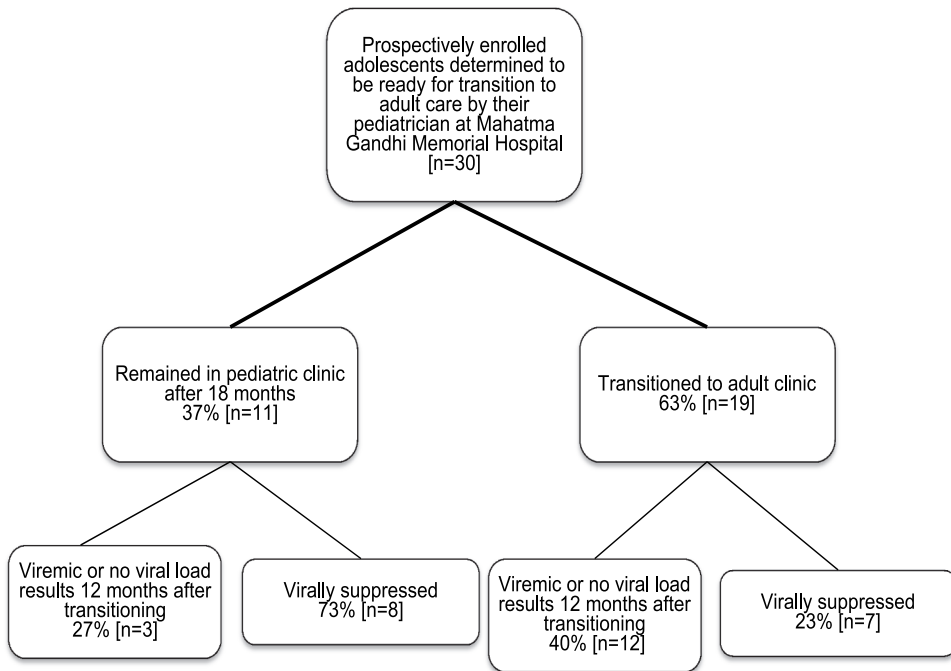 Prospectively enrolled
adolescents determined to
be ready for transition to
adult care by their
pediatrician at Mahatma
Gandhi Memorial Hospital
[n=30]
Remained in pediatric clinic
after 18 months
37% [n=11]
Transitioned to adult clinic
63% [n=19]
Viremic or no viral load
results 12 months after
transitioning
27% [n=3]
Virally suppressed
73% [n=8]
Viremic or no viral load
results 12 months after
transitioning
40% [n=12]
Virally suppressed
23% [n=7]